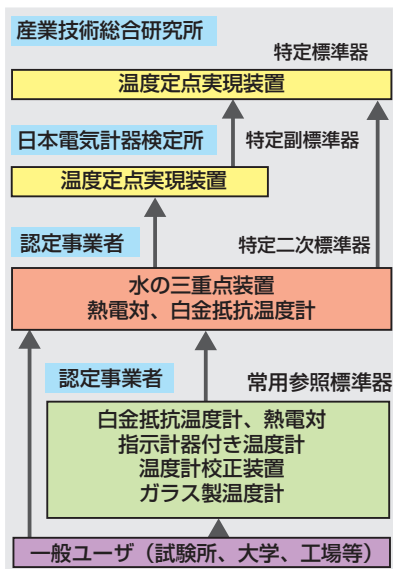 産業技術総合研究所
特定標準器
温度定点実現装置
日本電気計器検定所
特定副標準器
温度定点実現装置
認定事業者
特定二次標準器
水の三重点装置
熱電対、白金抵抗温度計
認定事業者
常用参照標準器
白金抵抗温度計、熱電対
指示計器付き温度計
温度計校正装置
ガラス製温度計
一般ユーザ（試験所、大学、工場等）